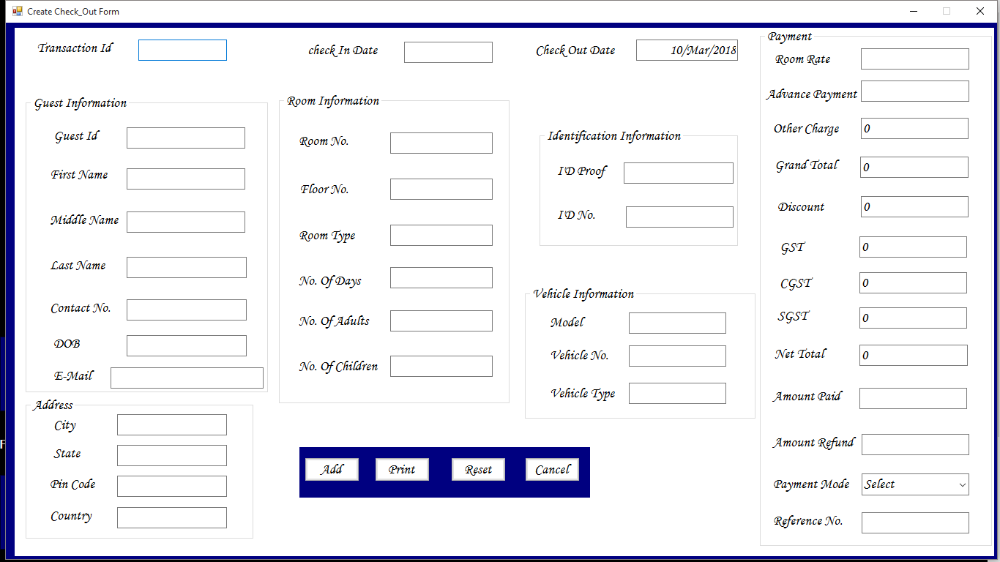 Create Check_Out Form
Transaction Id
check In Date
Check Out Date 10/Mar/2018
Guest Information
Guest Id
First Name
Middle Name
Last Name
Contact No.
DOB
E-Mail
Address
City
State
Pin Code
Country
Room Information
Room No.
Floor No.
Room Type
No. Of Days
No. Of Adults
No. Of Children
Identification Information
ID Proof
ID No.
Vehicle Information
Model
Vehicle No.
Vehicle Type
Add Print Reset Cancel
Payment
Room Rate
Advance Payment
Other Charge 0
Grand Total 0
Discount 0
GST 0
CGST 0
SGST 0
Net Total 0
Amount Paid
Amount Refund
Payment Mode Select
Reference No.